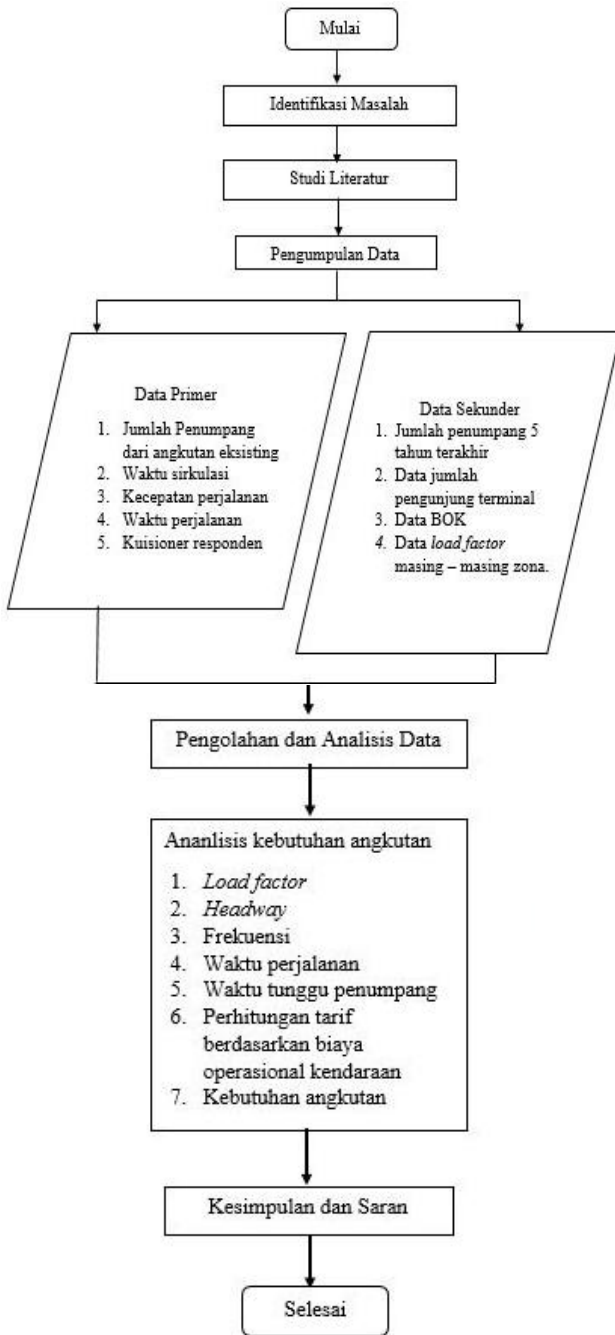 Mulai
Identifikasi Masalah
Studi Literatur
Pengumpulan Data
Data Primer
1. Jumlah Penumpang
dari angkutan eksisting
2. Waktu sirkulasi
3. Kecepatan perjalanan
4. Waktu perjalanan
5. Kuisioner responden
Data Sekunder
1. Jumlah penumpang 5
tahun terakhir
2. Data jumlah
pengunjung terminal
3. Data BOK
4. Data load factor
masing – masing zona.
Pengolahan dan Analisis Data
Ananlisis kebutuhan angkutan
1. Load factor
2. Headway
3. Frekuensi
4. Waktu perjalanan
5. Waktu tunggu penumpang
6. Perhitungan tarif
berdasarkan biaya
operasional kendaraan
7. Kebutuhan angkutan
Kesimpulan dan Saran
Selesai